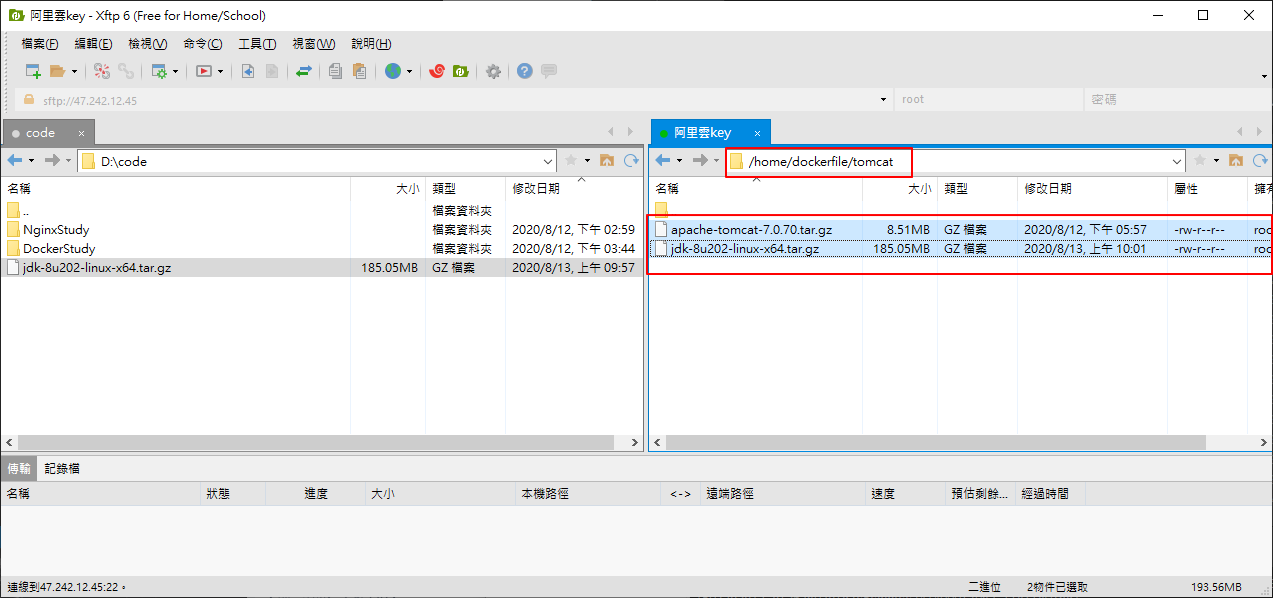 阿里雲key - Xftp 6 (Free for Home/School)
檔案(F) 編輯(E) 檢視(V) 命令(C) 工具(T) 視窗(W) 說明(H)
sftp://47.242.12.45 root 密碼
code × 阿里雲key ×
D:\code /home/dockerfile/tomcat
名稱 大小 類型 修改日期 名稱 大小 類型 修改日期 屬性 擁有
.. 檔案資料夾
NginxStudy 檔案資料夾 2020/8/12, 下午 02:59 apache-tomcat-7.0.70.tar.gz 8.51MB GZ 檔案 2020/8/12, 下午 05:57 -rw-r--r-- roo
DockerStudy 檔案資料夾 2020/8/12, 下午 03:44 jdk-8u202-linux-x64.tar.gz 185.05MB GZ 檔案 2020/8/13, 上午 10:01 -rw-r--r-- roo
jdk-8u202-linux-x64.tar.gz 185.05MB GZ 檔案 2020/8/13, 上午 09:57
傳輸 記錄檔
名稱 狀態 進度 大小 本機路徑 <-> 遠端路徑 速度 預估剩餘... 經過時間
連線到47.242.12.45:22。 二進位 2物件已選取 193.56MB